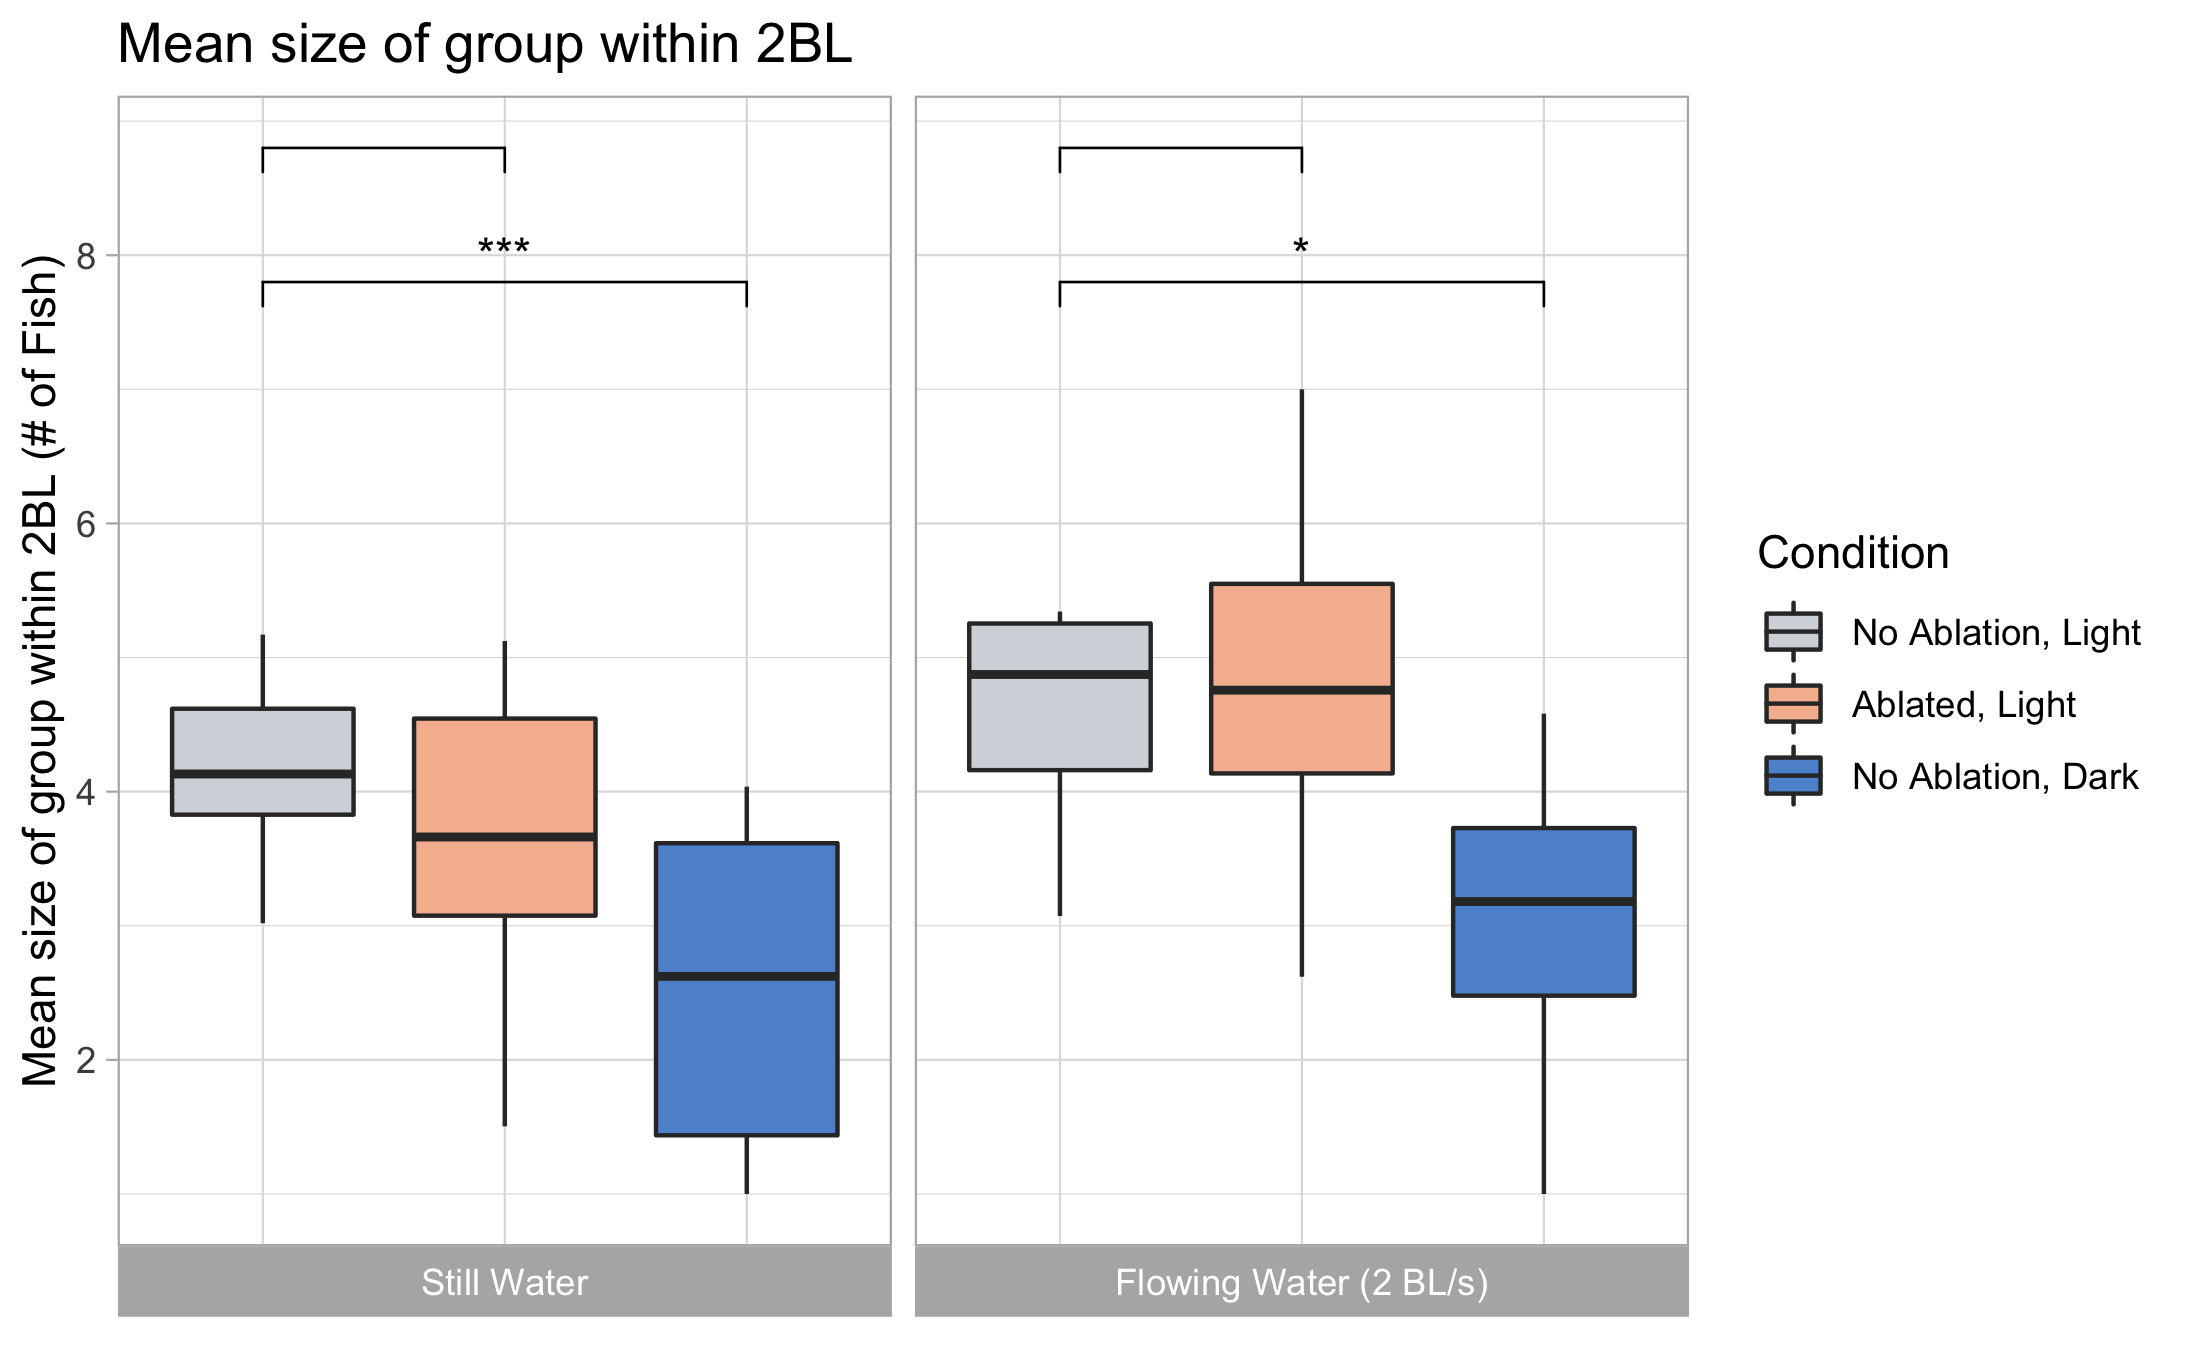 Mean size of group within 2BL
Mean size of group within 2BL (# of Fish)
8
6
4
2
***
*
Still Water
Flowing Water (2 BL/s)
Condition
No Ablation, Light
Ablated, Light
No Ablation, Dark